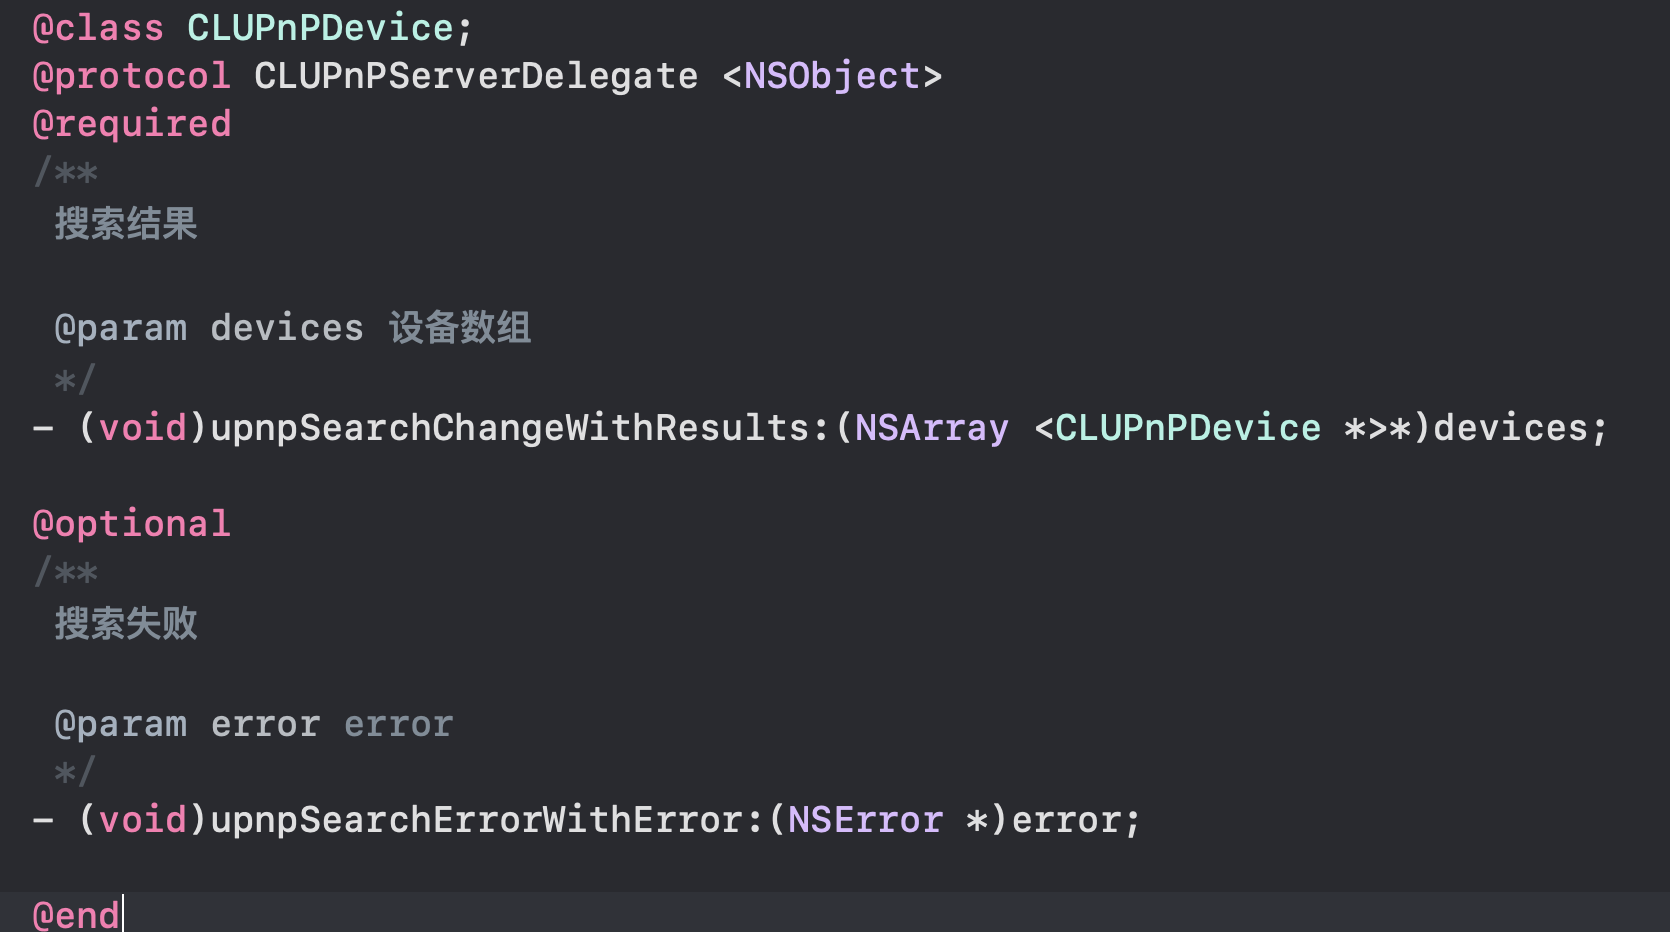 @class CLUPnPDevice;
@protocol CLUPnPServerDelegate <NSObject>
@required
/**
 搜索结果
 @param devices 设备数组
 */
- (void)upnpSearchChangeWithResults:(NSArray <CLUPnPDevice *>*)devices;
@optional
/**
 搜索失败
 @param error error
 */
- (void)upnpSearchErrorWithError:(NSError *)error;
@end